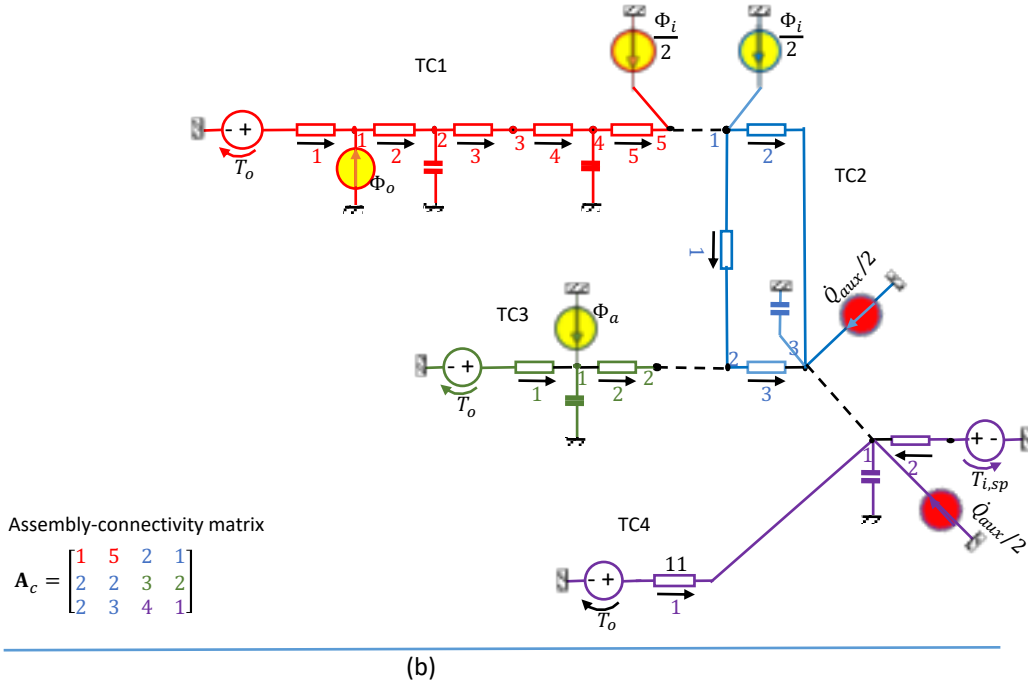 Φi/2
Φi/2
TC1
- +
1
2
3
4
5
1
2
3
4
5
1
2
To
Φo
TC2
1
Q̇aux/2
TC3
Φa
3
2
- +
1
1
2
2
3
To
+ -
1
2
Ti,sp
Q̇aux/2
TC4
Assembly-connectivity matrix
Ac = [1 5 2 1
2 2 3 2
2 3 4 1]
11
- +
1
To
(b)